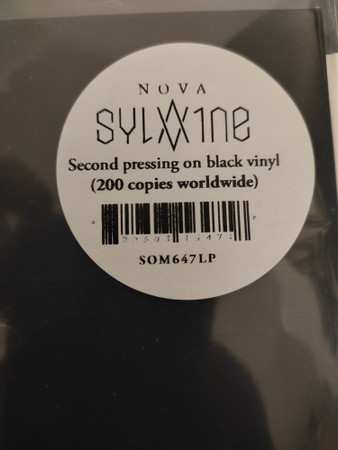 NOVA
SYLVAINE
Second pressing on black vinyl
(200 copies worldwide)
SOM647LP